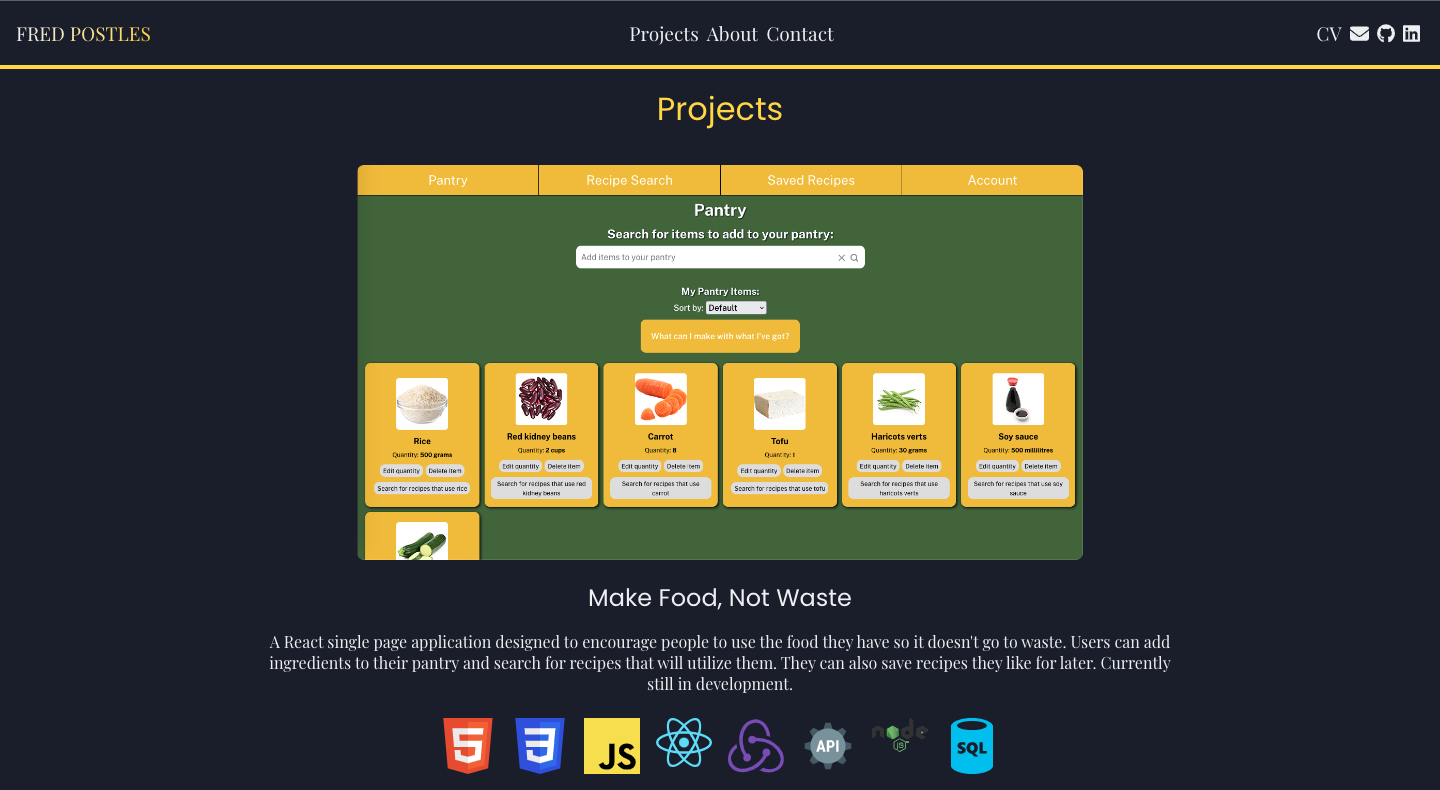 FRED POSTLES
Projects About Contact
CV
Projects
Pantry Recipe Search Saved Recipes Account
Pantry
Search for items to add to your pantry:
Add items to your pantry
My Pantry Items:
Sort by: Default
What can I make with what I've got?
Rice
Quantity: 500 grams
Edit quantity Delete item
Search for recipes that use rice
Red kidney beans
Quantity: 2 cups
Edit quantity Delete item
Search for recipes that use red
kidney beans
Carrot
Quantity: 8
Edit quantity Delete item
Search for recipes that use
carrot
Tofu
Quantity: 1
Edit quantity Delete item
Search for recipes that use tofu
Haricots verts
Quantity: 30 grams
Edit quantity Delete item
Search for recipes that use
haricots verts
Soy sauce
Quantity: 500 millilitres
Edit quantity Delete item
Search for recipes that use soy
sauce
Make Food, Not Waste
A React single page application designed to encourage people to use the food they have so it doesn't go to waste. Users can add
ingredients to their pantry and search for recipes that will utilize them. They can also save recipes they like for later. Currently
still in development.
5 3 JS API node JS SQL